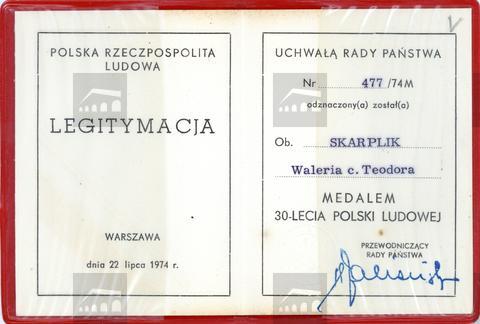 POLSKA RZECZPOSPOLITA
LUDOWA
LEGITYMACJA
WARSZAWA
dnia 22 lipca 1974 r.
UCHWAŁĄ RADY PAŃSTWA
Nr 477 /74M
odznaczony(a) został(a)
Ob. SKARPLIK
Waleria c. Teodora
MEDALEM
30-LECIA POLSKI LUDOWEJ
PRZEWODNICZĄCY
RADY PAŃSTWA